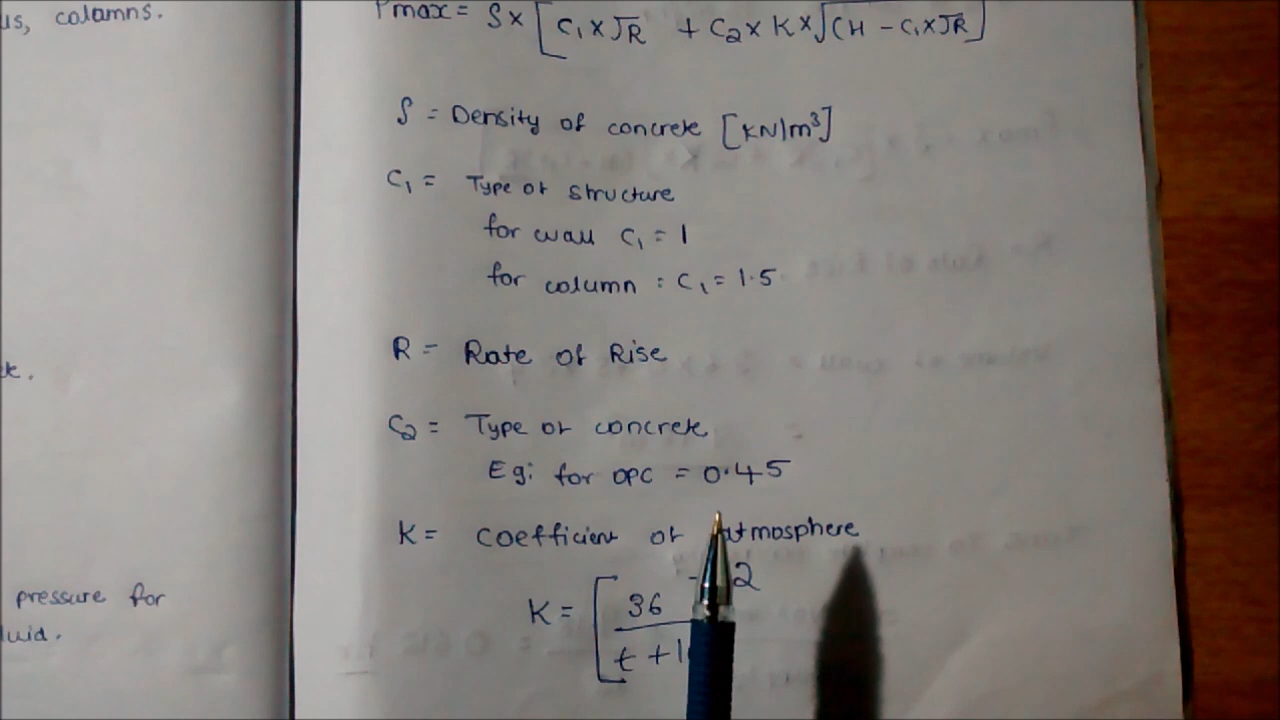 us, columns.
k.
pressure for
luid.
Pmax = S × [ C₁ × √R + C₂ × K × √(CH - C₁ × √R ]
S = Density of concrete [KN/m³]
C₁ = Type of structure
for wall C₁ = 1
for column : C₁ = 1.5
R = Rate of Rise
C₂ = Type of concrete
Eg: for OPC = 0.45
K = coefficient of atmosphere
K = [ 36
t + 1
2